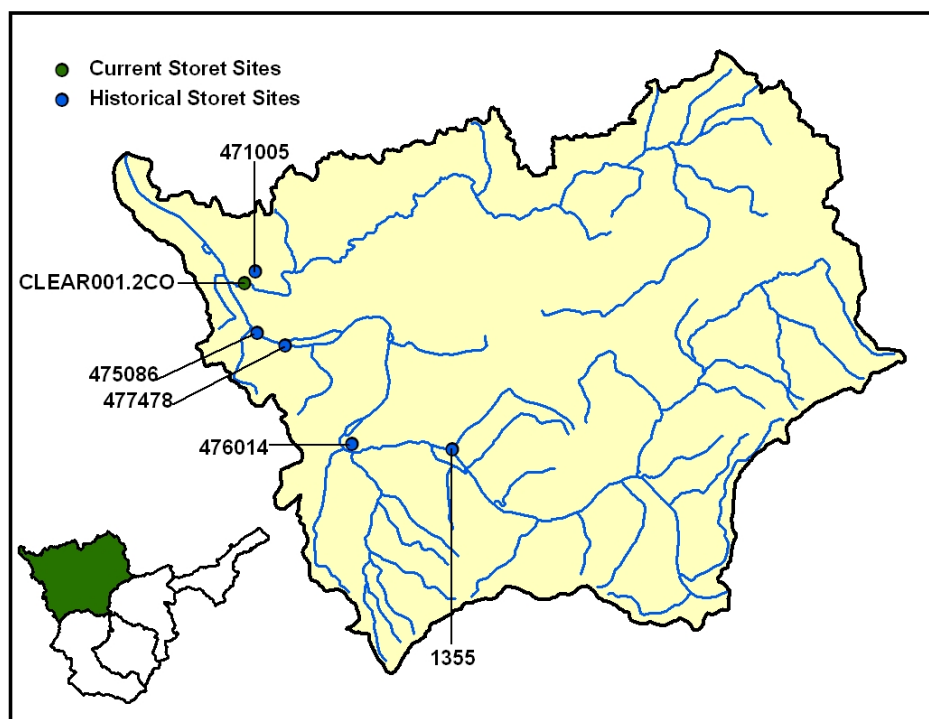 Current Storet Sites
Historical Storet Sites
471005
CLEAR001.2CO
475086
477478
476014
1355